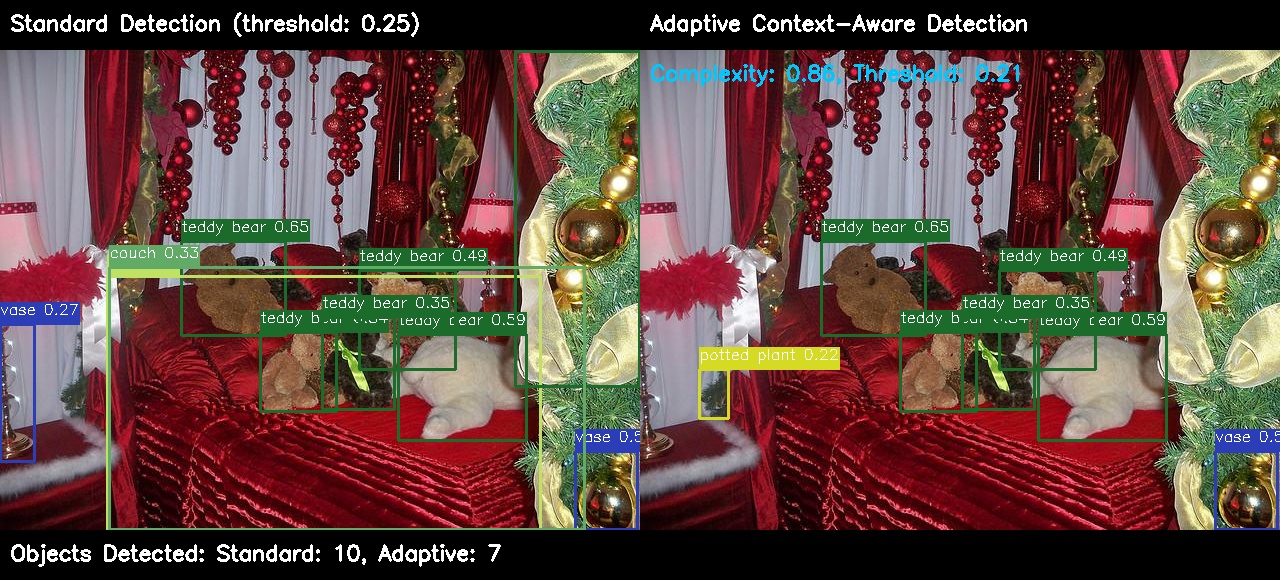 Standard Detection (threshold: 0.25)
Adaptive Context-Aware Detection
Complexity: 0.86, Threshold: 0.21
teddy bear 0.65
couch 0.33
teddy bear 0.49
teddy bear 0.35
teddy
teddy bear 0.59
vase 0.27
vase
teddy bear 0.65
teddy bear 0.49
teddy bear 0.35
teddy
teddy bear 0.59
potted plant 0.22
vase
Objects Detected: Standard: 10, Adaptive: 7